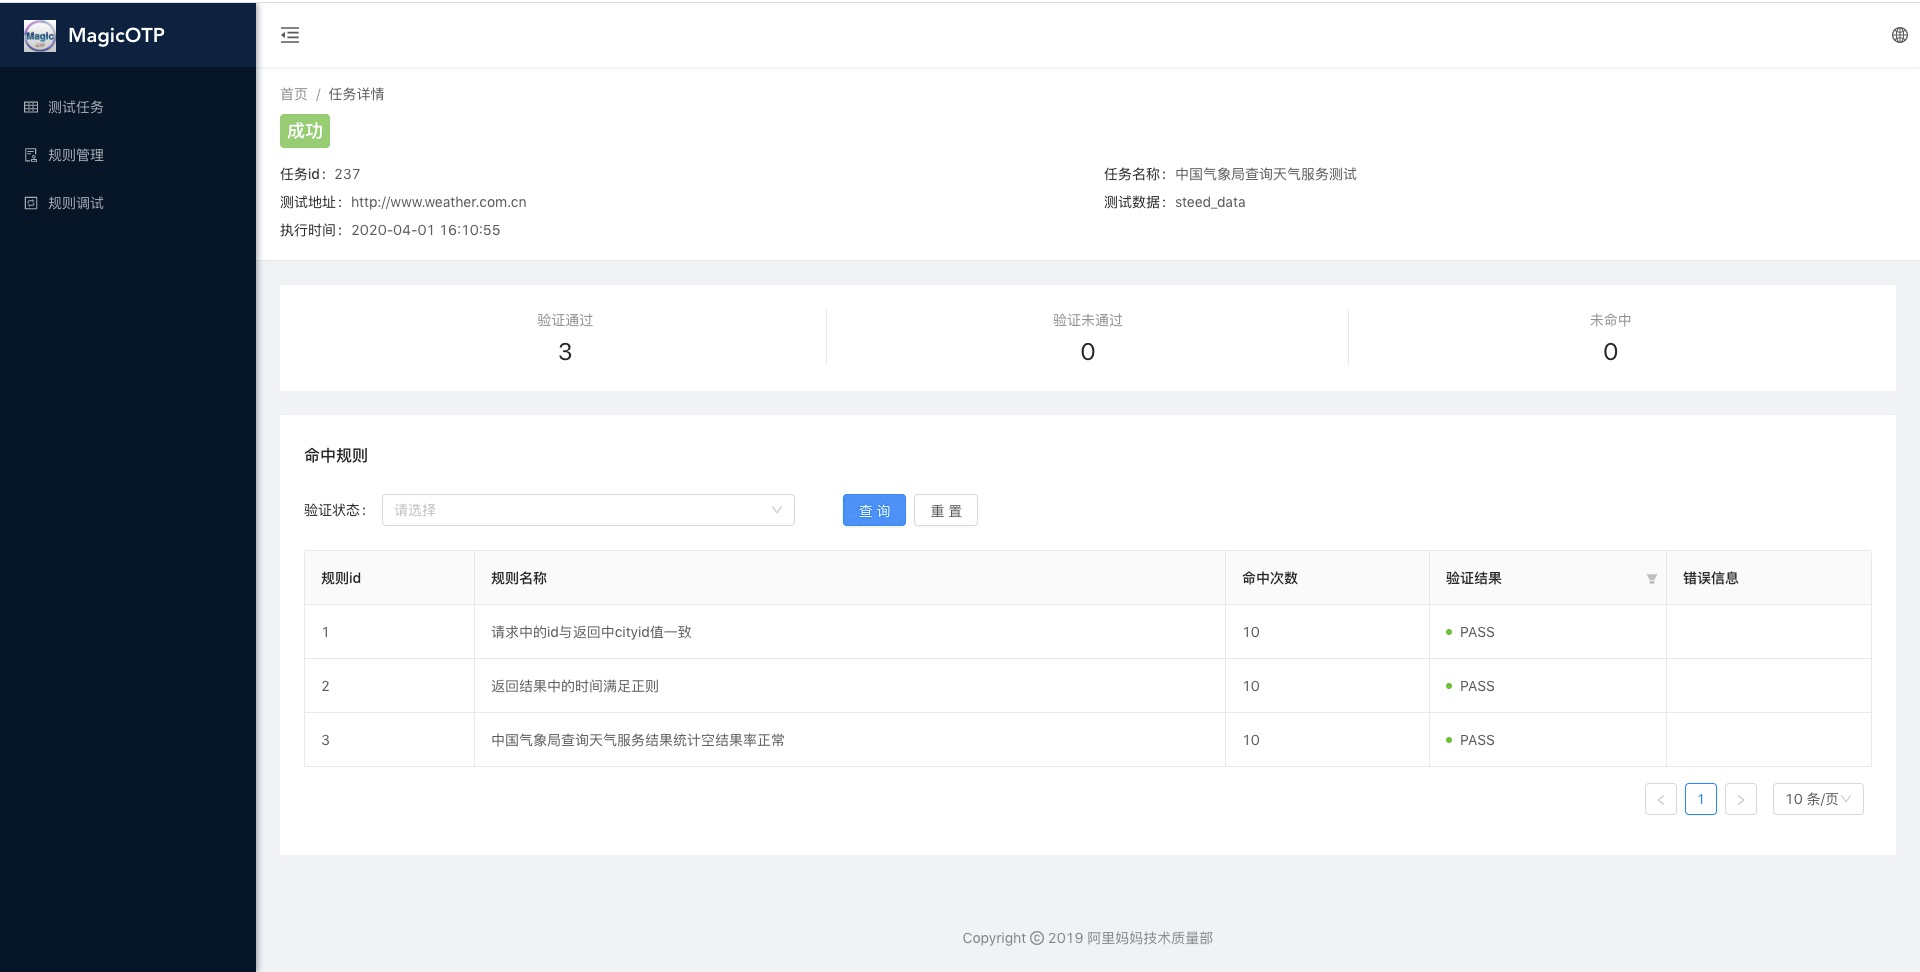 Magic
MagicOTP
测试任务
规则管理
规则调试
首页 / 任务详情
成功
任务id：237
任务名称：中国气象局查询天气服务测试
测试地址：http://www.weather.com.cn
测试数据：steed_data
执行时间：2020-04-01 16:10:55
验证通过
3
验证未通过
0
未命中
0
命中规则
验证状态：请选择 查 询 重 置
规则id 规则名称 命中次数 验证结果 错误信息
1 请求中的id与返回中cityid值一致 10 PASS
2 返回结果中的时间满足正则 10 PASS
3 中国气象局查询天气服务结果统计空结果率正常 10 PASS
< 1 > 10 条/页
Copyright © 2019 阿里妈妈技术质量部